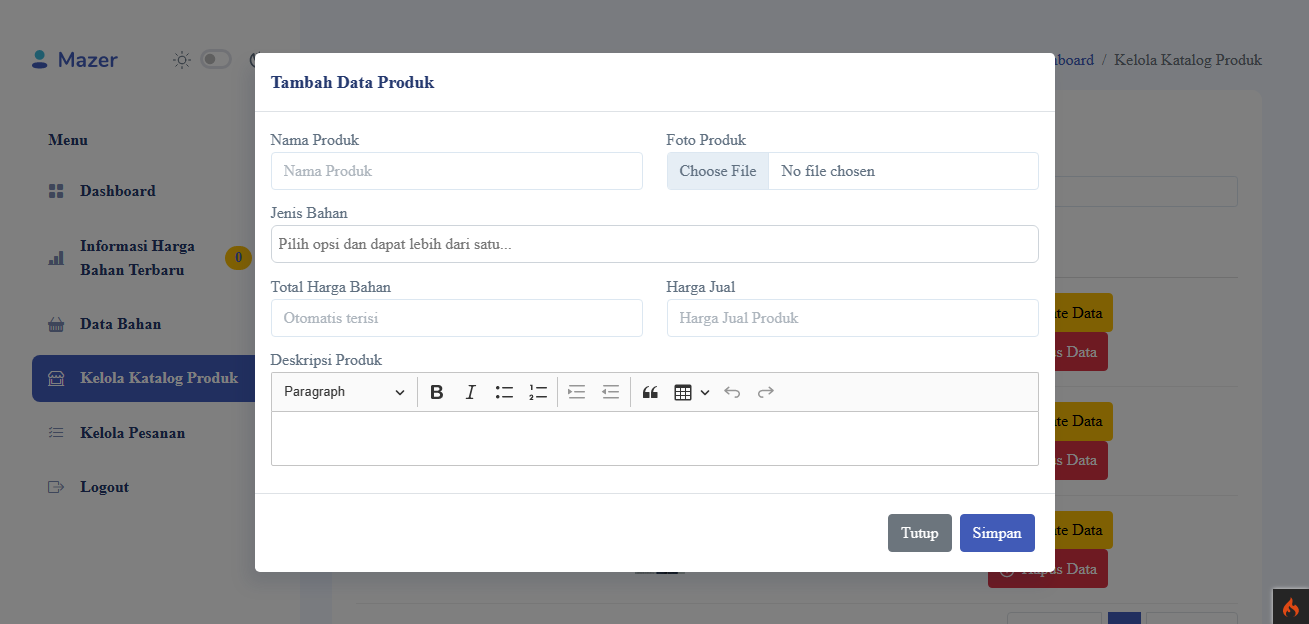 Mazer
Dashboard / Kelola Katalog Produk
Tambah Data Produk
Menu
Dashboard
Informasi Harga
Bahan Terbaru
0
Data Bahan
Kelola Katalog Produk
Kelola Pesanan
Logout
Nama Produk
Nama Produk
Foto Produk
Choose File No file chosen
Jenis Bahan
Pilih opsi dan dapat lebih dari satu...
Total Harga Bahan
Otomatis terisi
Harga Jual
Harga Jual Produk
Deskripsi Produk
Paragraph
Tutup
Simpan
te Data
s Data
te Data
s Data
te Data
Hapus Data